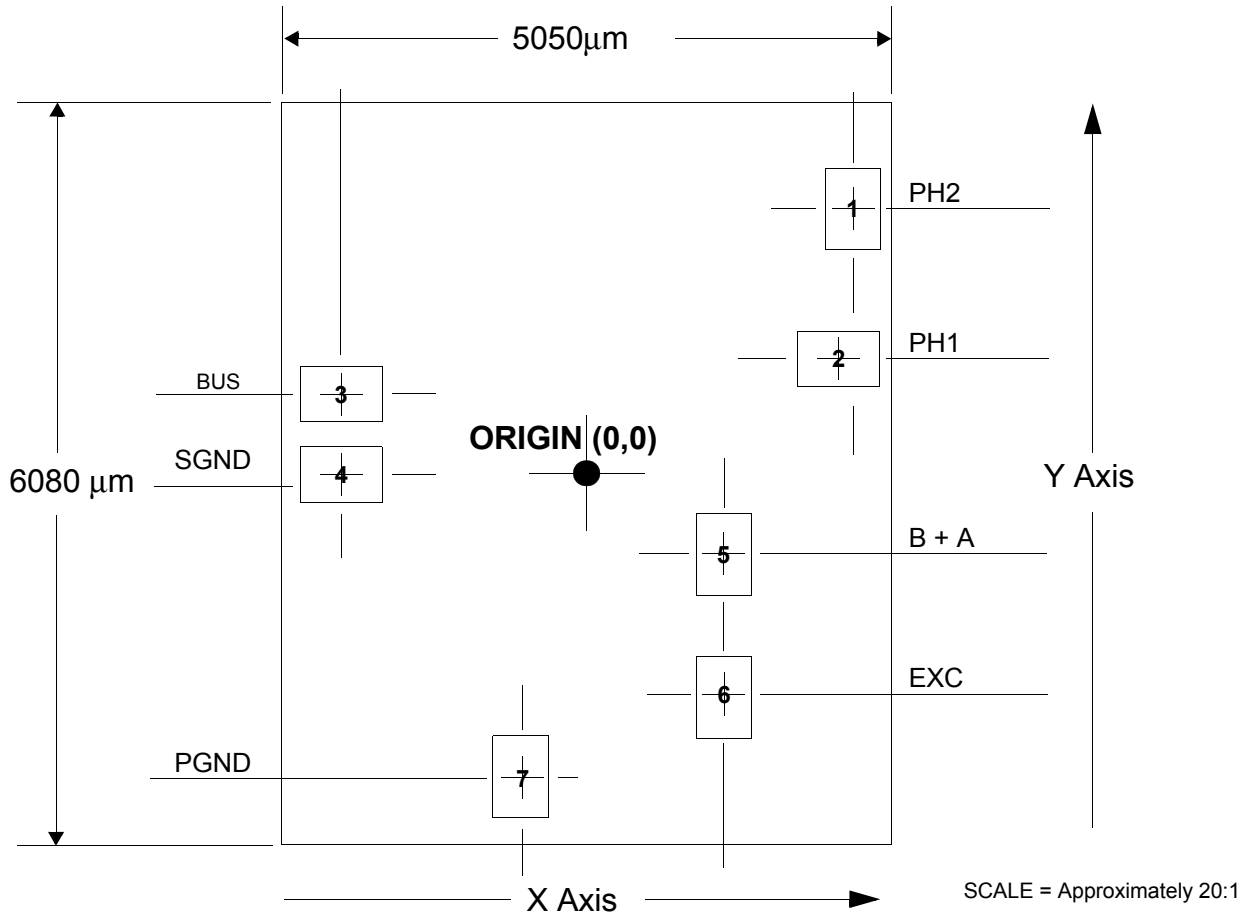 5050μm
PH2
1
PH1
2
BUS
3
ORIGIN (0,0)
SGND
4
6080 μm
Y Axis
B + A
5
EXC
6
PGND
7
X Axis
SCALE = Approximately 20:1